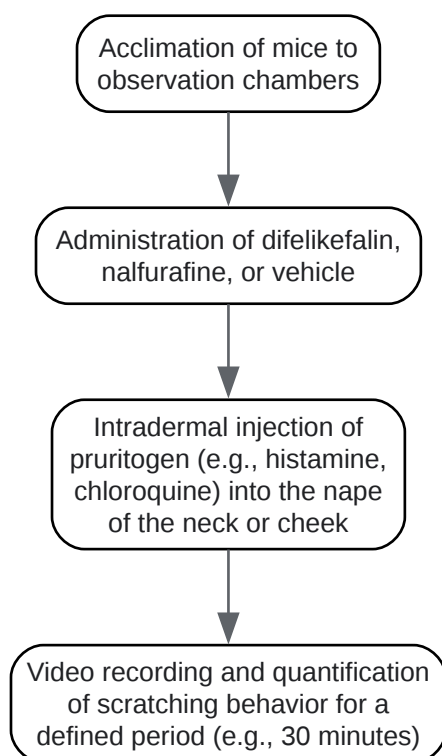 Acclimation of mice to
observation chambers
Administration of difelikefalin,
nalfurafine, or vehicle
Intradermal injection of
pruritogen (e.g., histamine,
chloroquine) into the nape
of the neck or cheek
Video recording and quantification
of scratching behavior for a
defined period (e.g., 30 minutes)